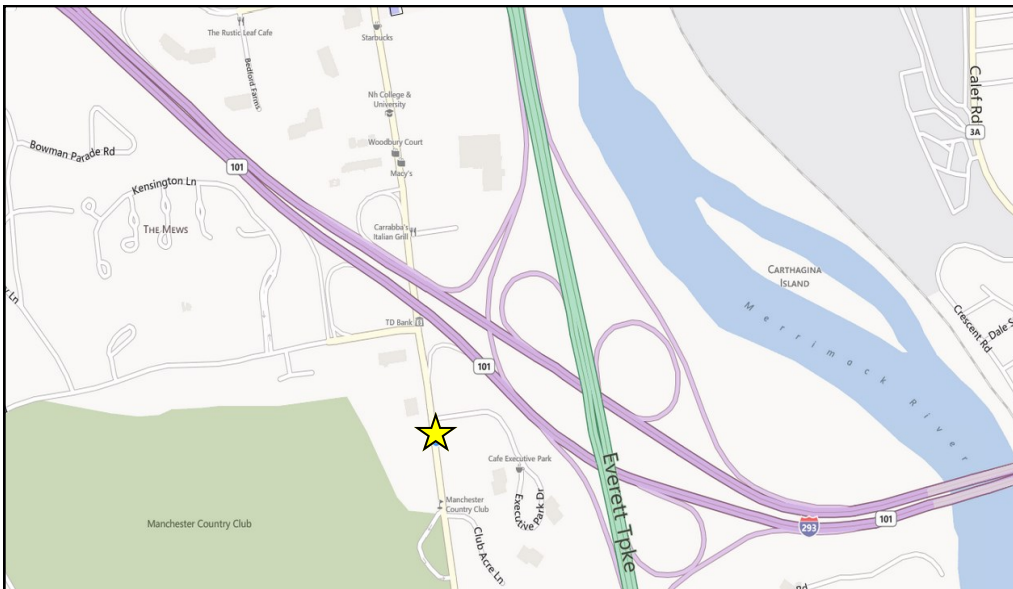 The Rustic Leaf Cafe
Bedford Farms
Starbucks
Nh College &
University
Woodbury Court
Macy's
Calef Rd
3A
Bowman Parade Rd
101
Kensington Ln
THE MEWS
Carrabba's
Italian Grill
CARTHAGINA
ISLAND
Merrimack River
Crescent Rd
Dale S
y Ln
TD Bank
101
Cafe Executive Park
Executive Park Dr
Everett Tpke
Manchester
Country Club
Manchester Country Club
Club Acre Ln
293
101
Rd